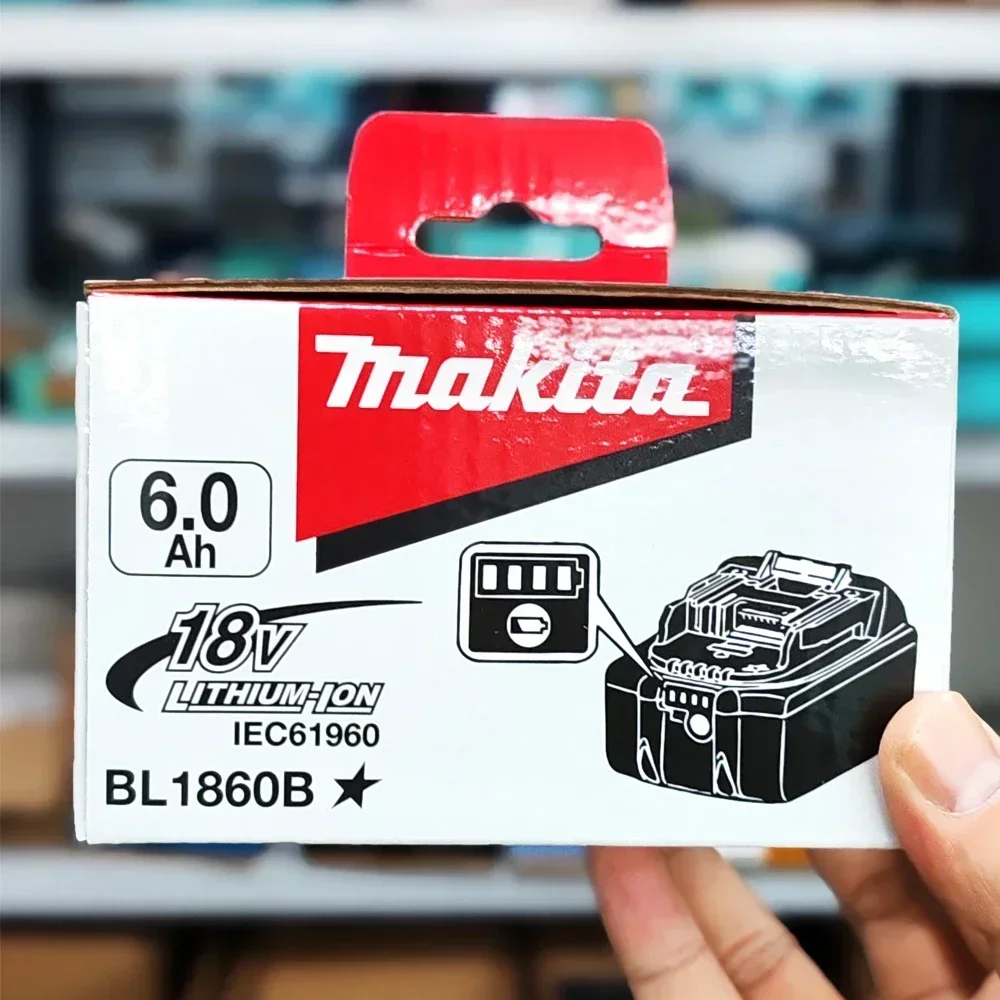 makita
6.0
Ah
18V
LITHIUM-ION
IEC61960
BL1860B ★